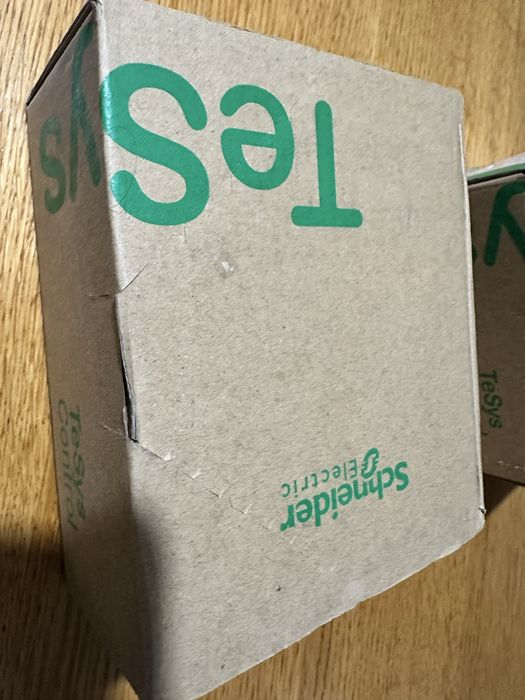 TeSys
Schneider
Electric
TeSys
Control
TeSys